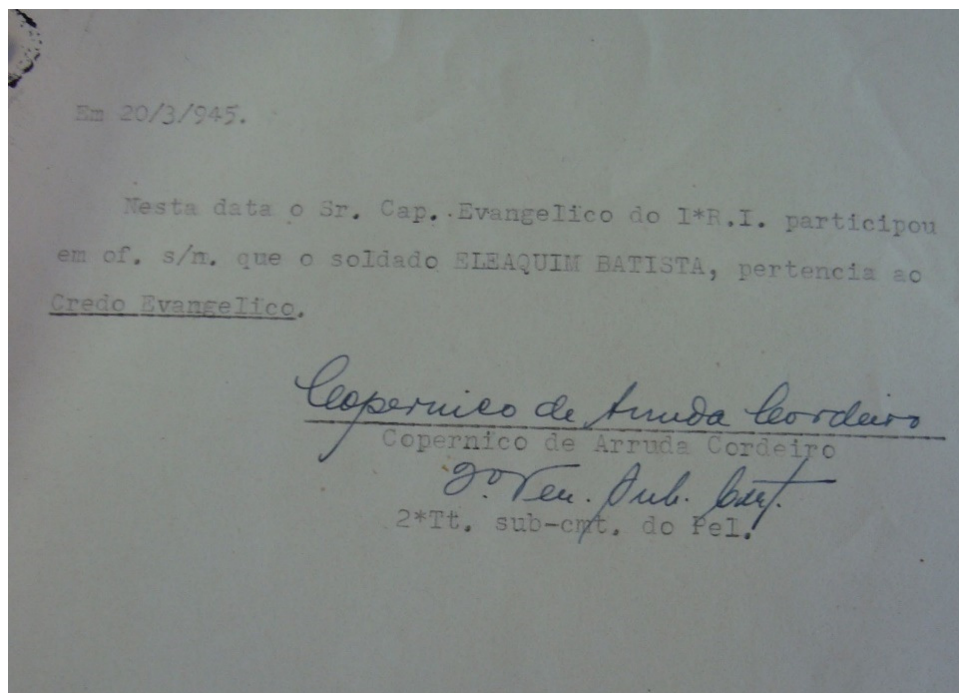 Em 20/3/945.
Nesta data o Sr. Cap. Evangelico do I*R.I. participou
em of. s/n. que o soldado ELEAQUIM BATISTA, pertencia ao
Credo Evangelico.
Copernico de Arruda Cordeiro
Copernico de Arruda Cordeiro
2º Ten. Sub.
2*Tt. sub-cmt. do Pel.